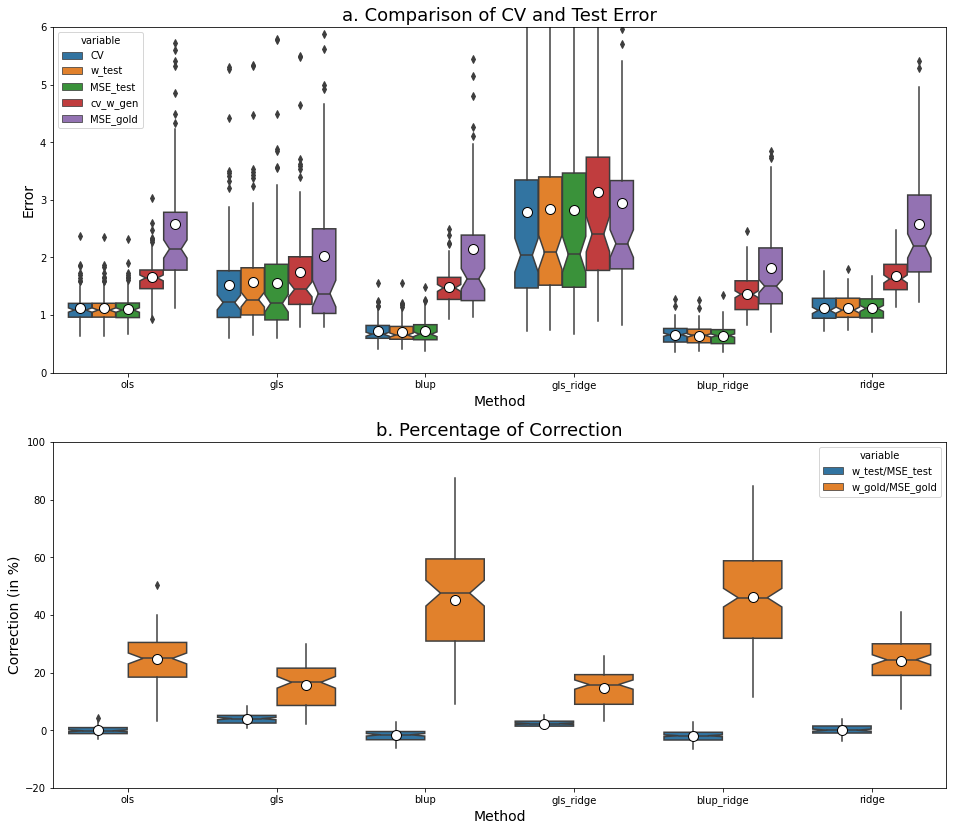 a. Comparison of CV and Test Error
variable
CV
w_test
MSE_test
cv_w_gen
MSE_gold
Error
6
5
4
3
2
1
0
ols
gls
blup
gls_ridge
blup_ridge
ridge
Method
b. Percentage of Correction
variable
w_test/MSE_test
w_gold/MSE_gold
Correction (in %)
100
80
60
40
20
0
−20
ols
gls
blup
gls_ridge
blup_ridge
ridge
Method